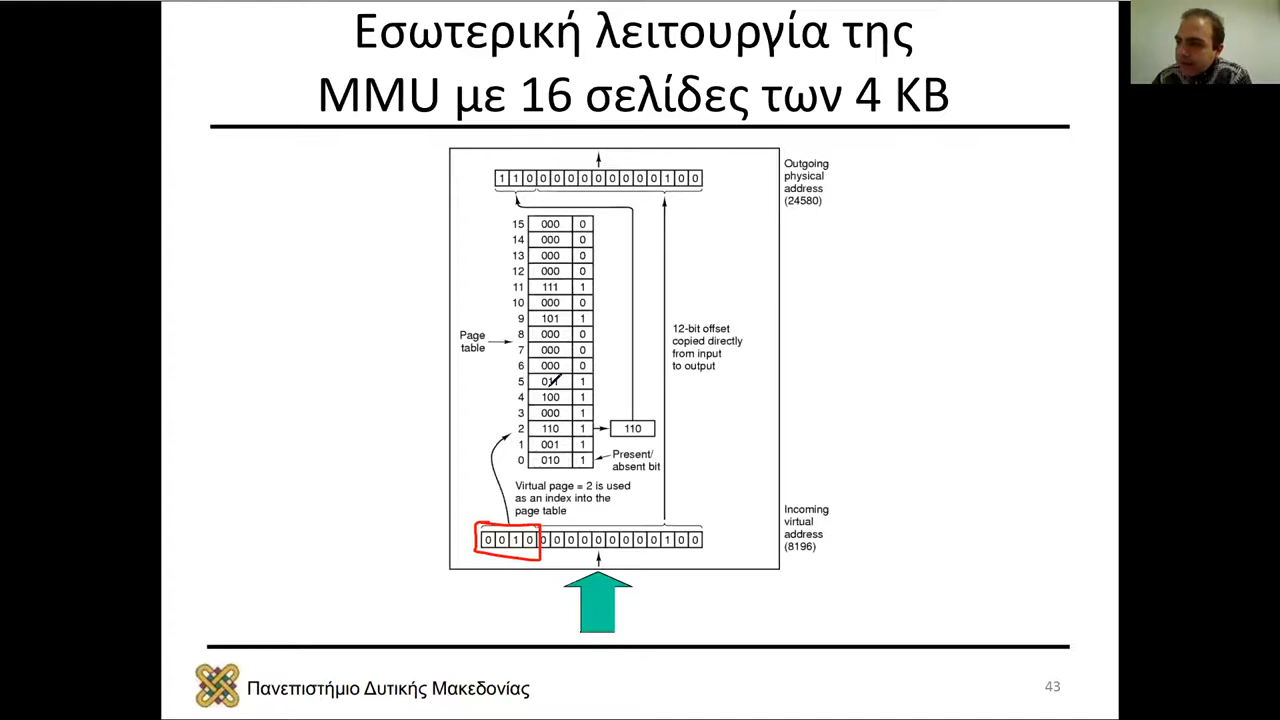 Εσωτερική λειτουργία της
MMU με 16 σελίδες των 4 KB
Outgoing
physical
address
(24580)
1 1 0 0 0 0 0 0 0 0 0 0 1 0 0
15 000 0
14 000 0
13 000 0
12 000 0
11 111 1
10 000 0
9 101 1
8 000 0
7 000 0
6 000 0
5 011 1
4 100 1
3 000 1
2 110 1 110
1 001 1
0 010 1
Page
table
12-bit offset
copied directly
from input
to output
Present/
absent bit
Virtual page = 2 is used
as an index into the
page table
0 0 1 0 0 0 0 0 0 0 0 0 0 1 0 0
Incoming
virtual
address
(8196)
Πανεπιστήμιο Δυτικής Μακεδονίας
43